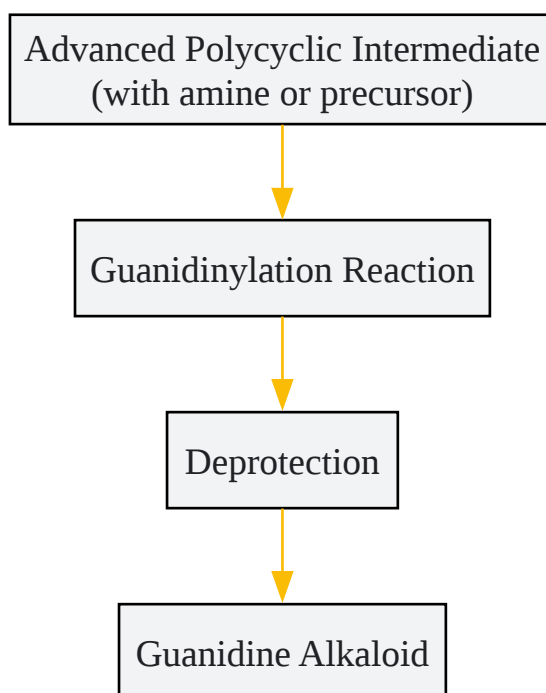 Advanced Polycyclic Intermediate
(with amine or precursor)
Guanidinylation Reaction
Deprotection
Guanidine Alkaloid